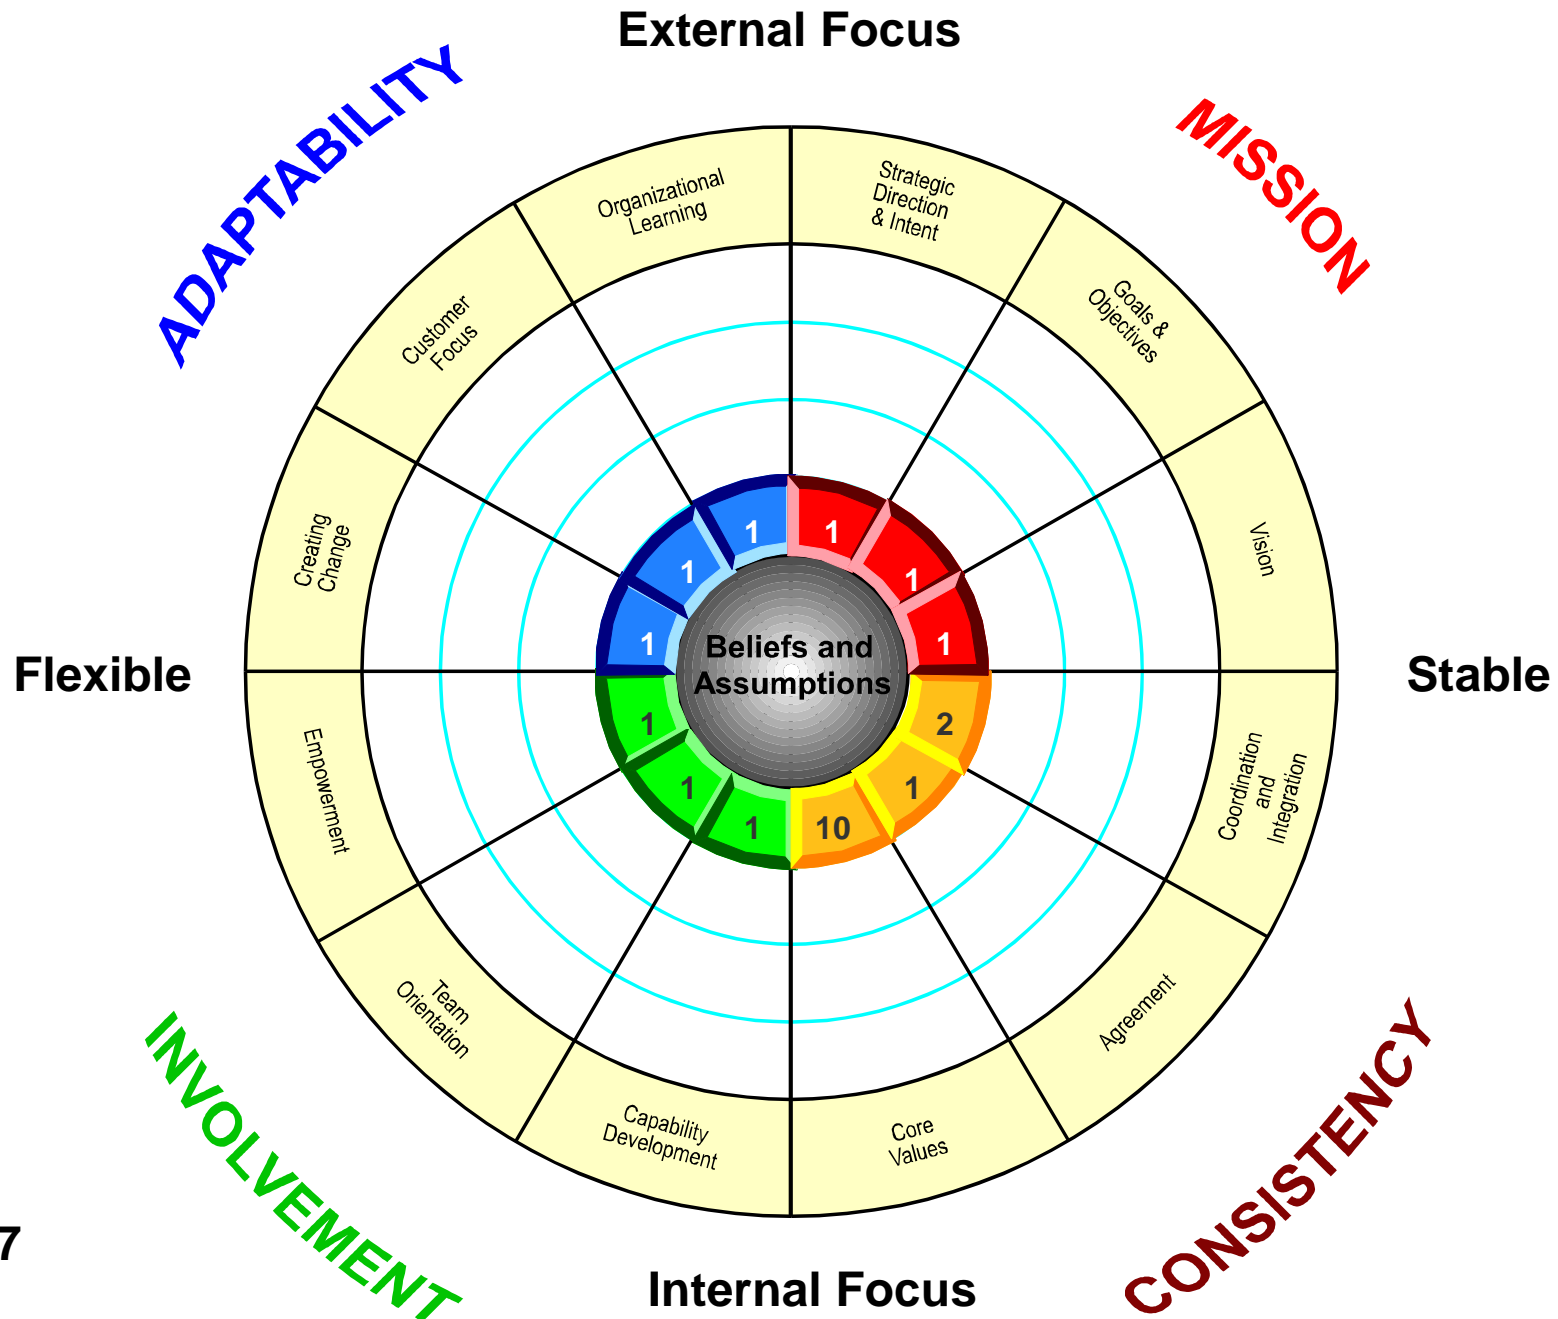 External Focus
ADAPTABILITY
MISSION
Organizational
Learning
Strategic
Direction
& Intent
Customer
Focus
Goals &
Objectives
Creating
Change
Vision
1
1
1
1
1
1
Flexible
Beliefs and
Assumptions
Stable
1
2
1
1
1
10
Empowerment
Coordination
and
Integration
Team
Orientation
Agreement
Capability
Development
Core
Values
INVOLVEMENT
CONSISTENCY
7
Internal Focus